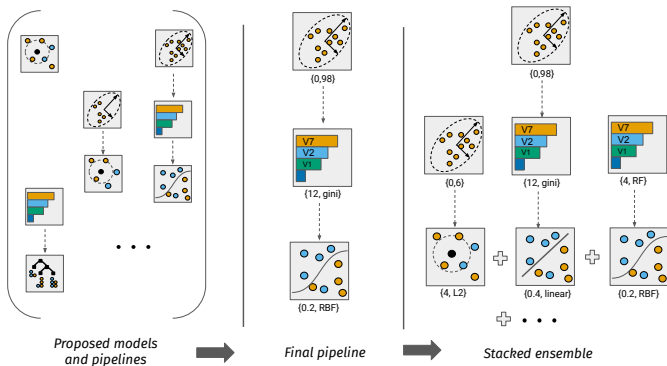 {0,98}
V7
V2
V1
{12, gini}
{0.2, RBF}
{0,98}
{0,6}
V7
V2
V1
{12, gini}
V7
V2
V1
{4, RF}
{4, L2}
{0.4, linear}
{0.2, RBF}
Proposed models
and pipelines
Final pipeline
Stacked ensemble